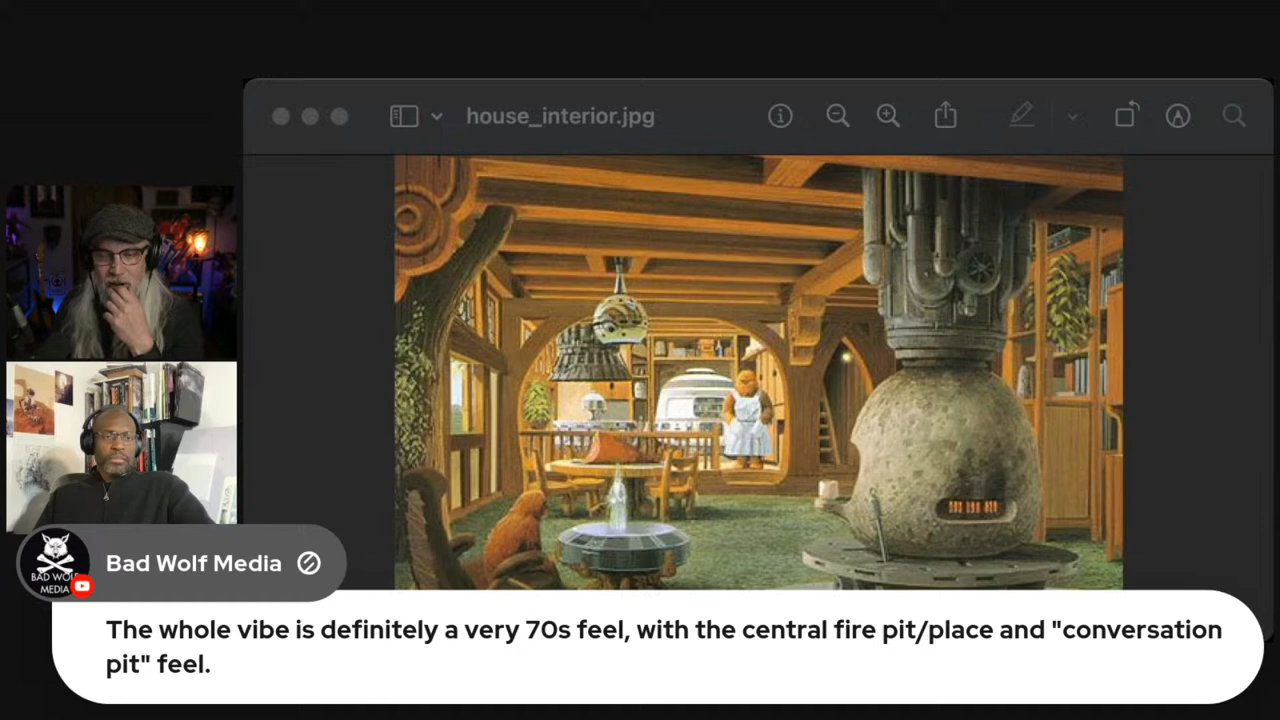 house_interior.jpg
BAD WOLF
MEDIA
Bad Wolf Media
The whole vibe is definitely a very 70s feel, with the central fire pit/place and "conversation
pit" feel.